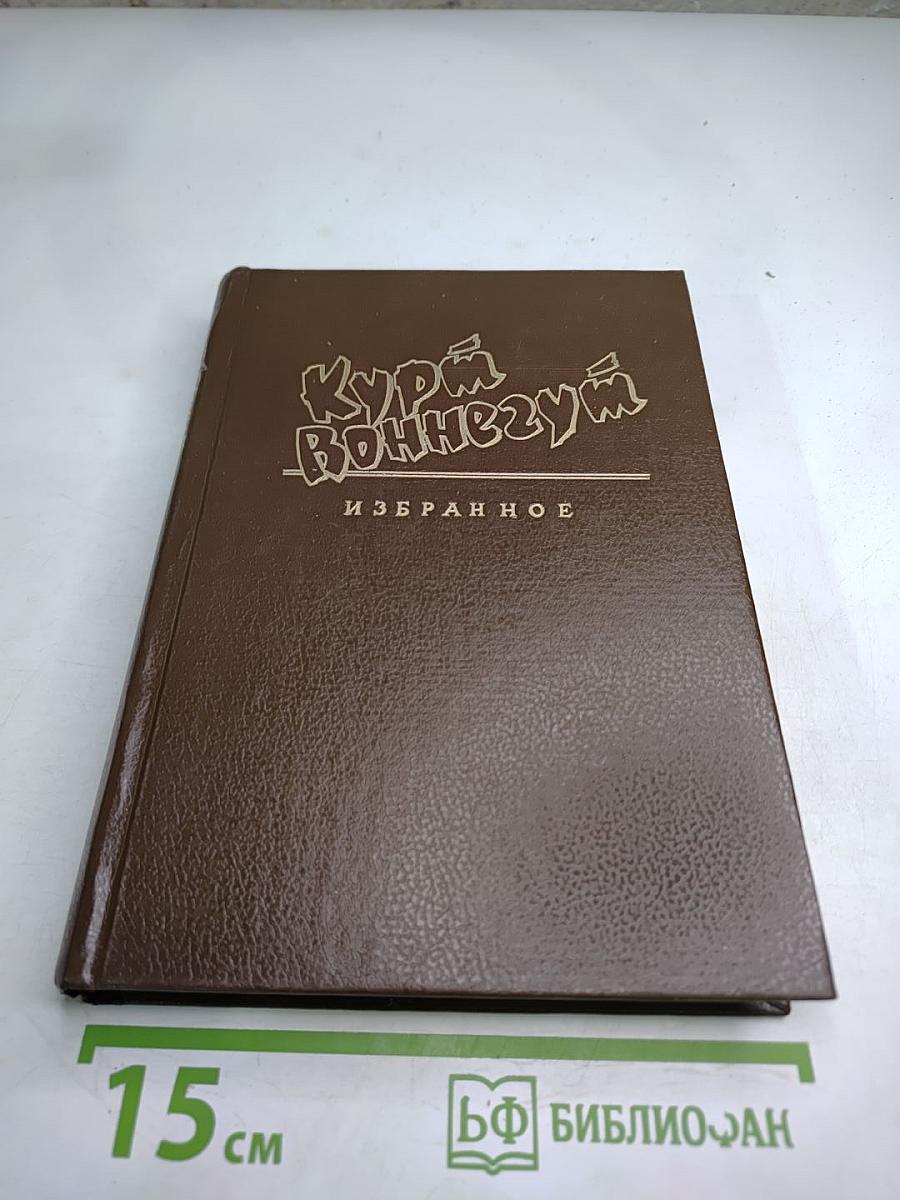 Курт
Воннегут
ИЗБРАННОЕ
15 см
БФ БИБЛИОФАН